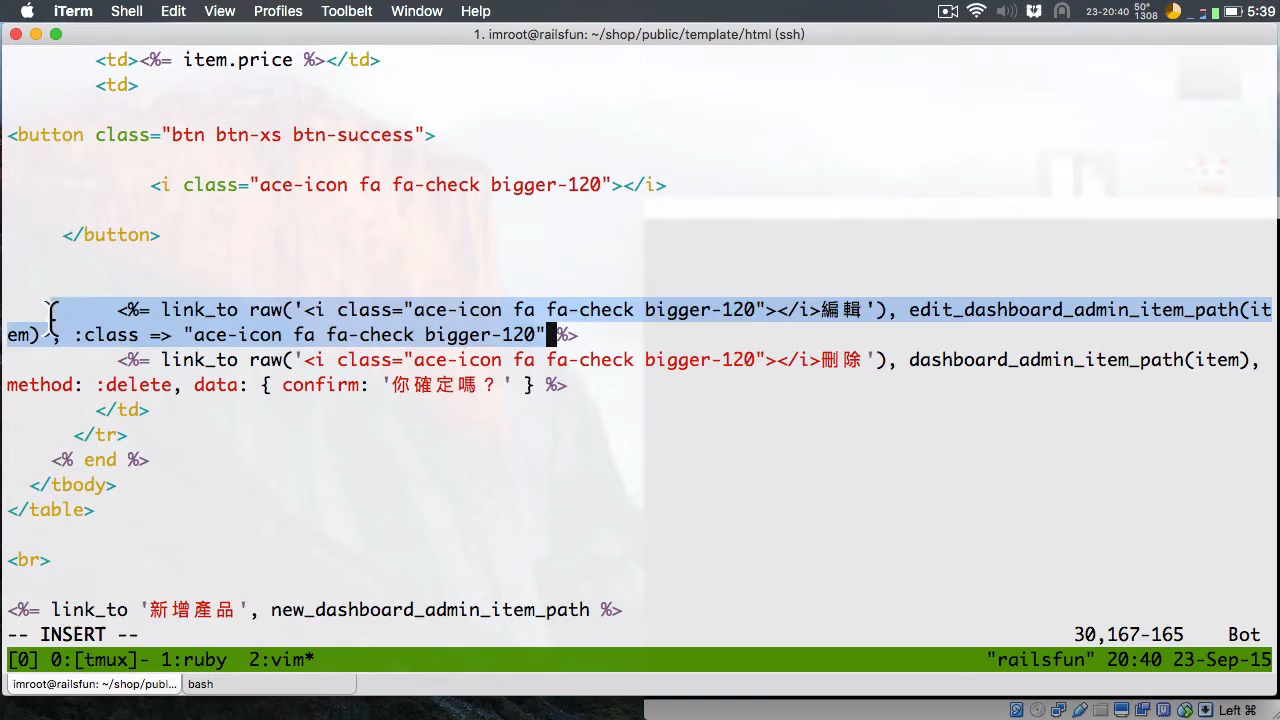 iTerm Shell Edit View Profiles Toolbelt Window Help 23-20:40 50° 1308 5:39
1. imroot@railsfun: ~/shop/public/template/html (ssh)
<td><%= item.price %></td>
<td>
<button class="btn btn-xs btn-success">
<i class="ace-icon fa fa-check bigger-120"></i>
</button>
<%= link_to raw('<i class="ace-icon fa fa-check bigger-120"></i>編輯'), edit_dashboard_admin_item_path(it
em) , :class => "ace-icon fa fa-check bigger-120" %>
<%= link_to raw('<i class="ace-icon fa fa-check bigger-120"></i>刪除'), dashboard_admin_item_path(item),
method: :delete, data: { confirm: '你確定嗎？' } %>
</td>
</tr>
<% end %>
</tbody>
</table>
<br>
<%= link_to '新增產品', new_dashboard_admin_item_path %>
-- INSERT -- 30,167-165 Bot
[0] 0:[tmux]- 1:ruby 2:vim* "railsfun" 20:40 23-Sep-15
imroot@railsfun: ~/shop/publ... bash
Left ⌘